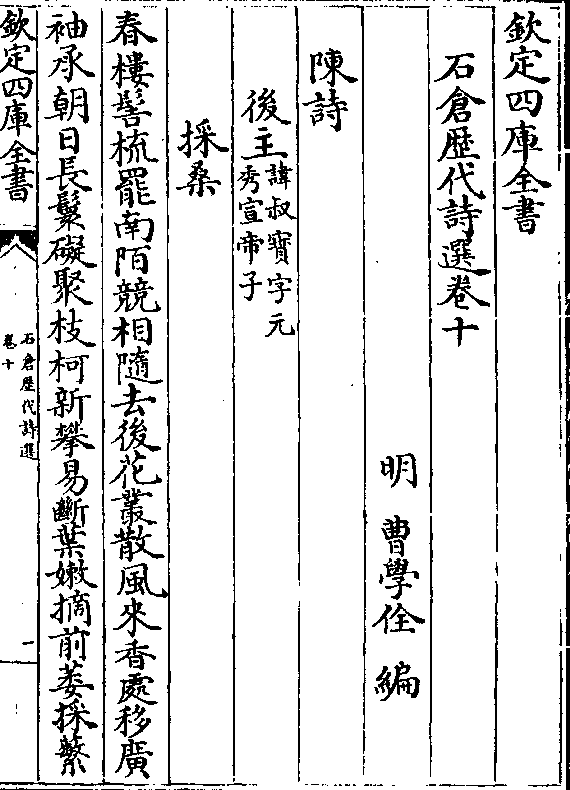 欽定四庫全書
石倉歴代詩選卷十
明 曹學佺 編
陳詩
後主
諱叔寶字元
秀宣帝子
採桑
春樓髻梳罷南陌競相隨去後花叢散風來香處移廣
袖承朝日長鬟礙聚枝柯新攀易斷葉嫩摘前萎採繁
欽定四庫全書
石倉歴代詩選
卷十
一